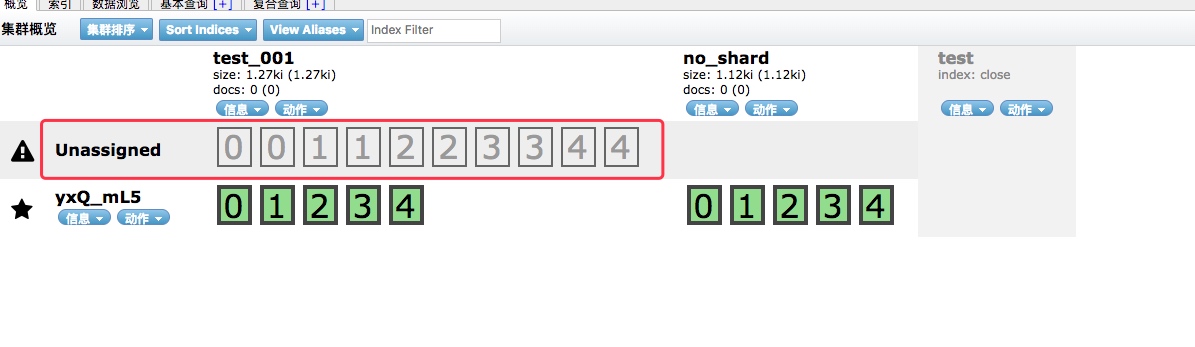 概览 索引 数据浏览 基本查询 [+] 复合查询 [+]
集群概览 集群排序 Sort Indices View Aliases Index Filter
test_001 no_shard test
size: 1.27ki (1.27ki) size: 1.12ki (1.12ki) index: close
docs: 0 (0) docs: 0 (0)
信息 动作 信息 动作 信息 动作
Unassigned 0 0 1 1 2 2 3 3 4 4
yxQ_mL5 0 1 2 3 4 0 1 2 3 4
信息 动作